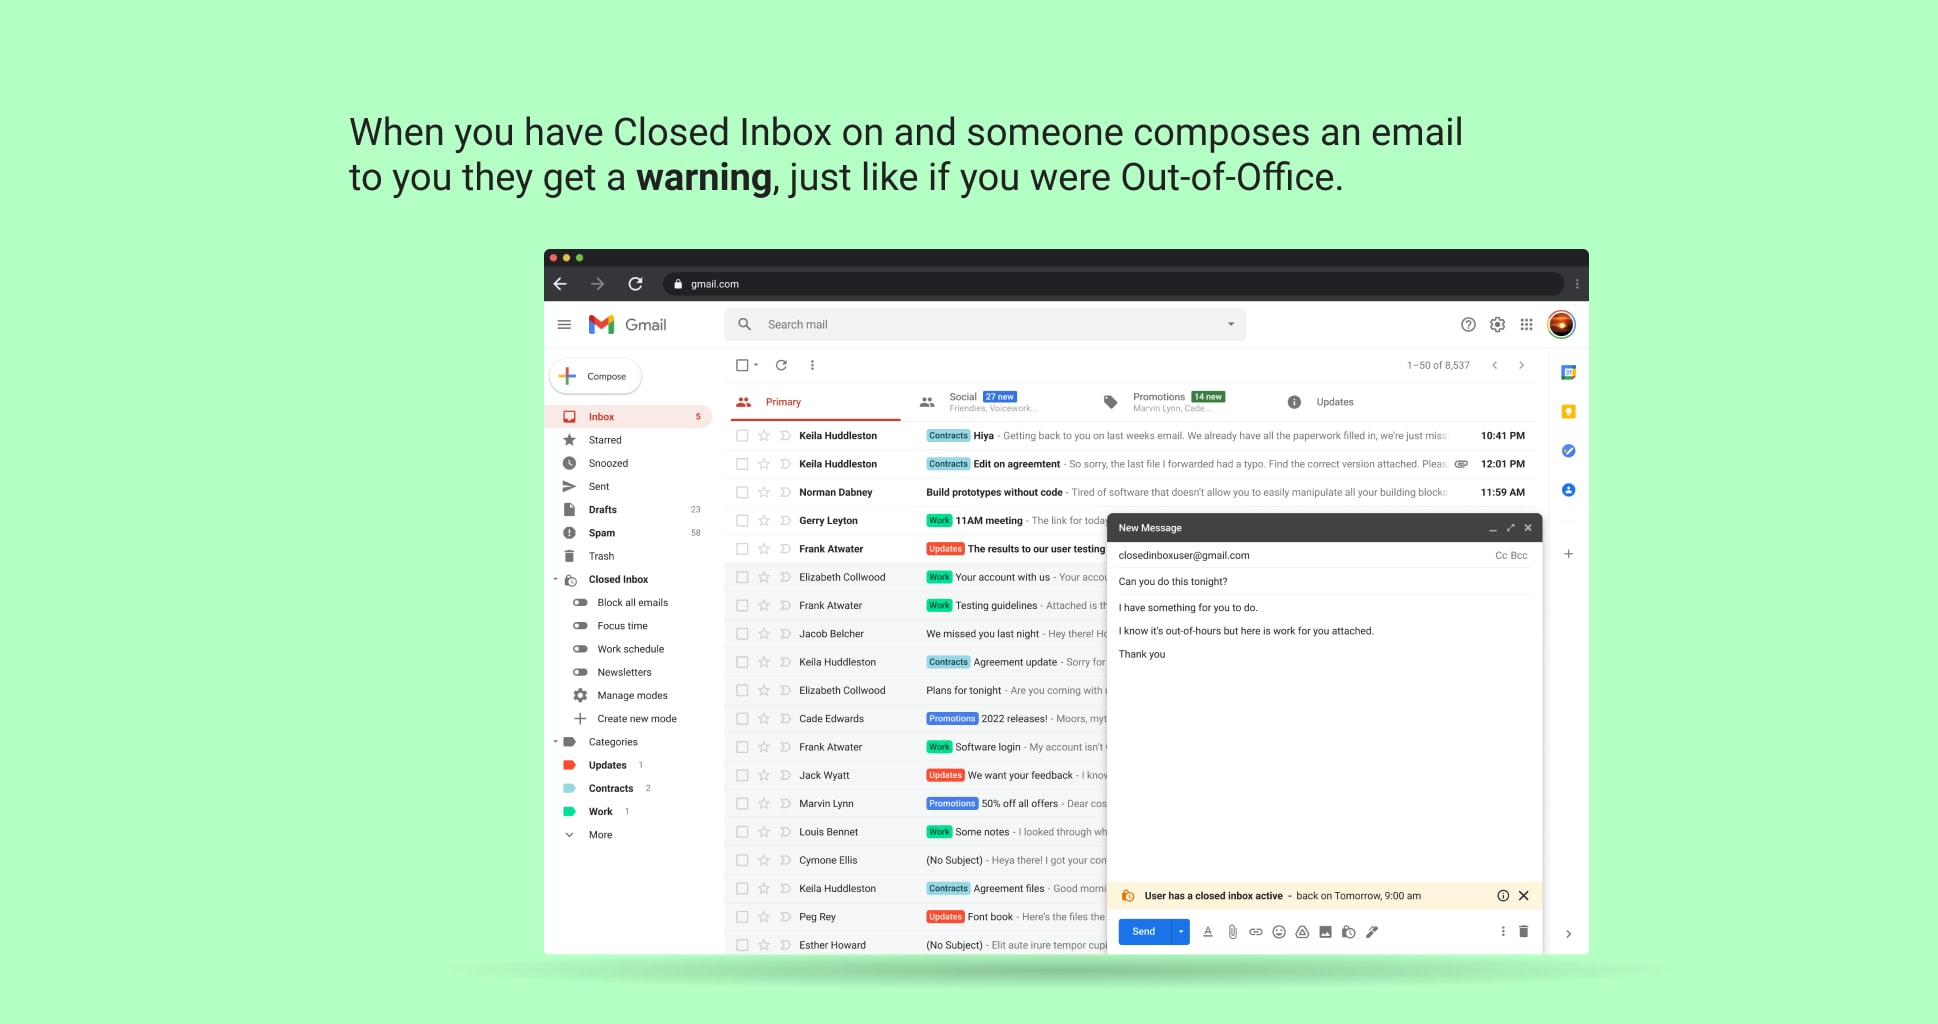 When you have Closed Inbox on and someone composes an email
to you they get a warning, just like if you were Out-of-Office.
gmail.com
Gmail
Search mail
Compose
1–50 of 8,537
Primary
Social 27 new
Friendies, Voicework...
Promotions 14 new
Marvin Lynn, Cade...
Updates
Inbox 5
Starred
Snoozed
Sent
Drafts 23
Spam 58
Trash
Closed Inbox
Block all emails
Focus time
Work schedule
Newsletters
Manage modes
Create new mode
Categories
Updates 1
Contracts 2
Work 1
More
Keila Huddleston Contracts Hiya - Getting back to you on last weeks email. We already have all the paperwork filled in, we're just miss 10:41 PM
Keila Huddleston Contracts Edit on agreemtent - So sorry, the last file I forwarded had a typo. Find the correct version attached. Pleas 12:01 PM
Norman Dabney Build prototypes without code - Tired of software that doesn't allow you to easily manipulate all your building blocks 11:59 AM
Gerry Leyton Work 11AM meeting - The link for today
Frank Atwater Updates The results to our user testing
Elizabeth Collwood Work Your account with us - Your accou
Frank Atwater Work Testing guidelines - Attached is th
Jacob Belcher We missed you last night - Hey there! Ho
Keila Huddleston Contracts Agreement update - Sorry for
Elizabeth Collwood Plans for tonight - Are you coming with u
Cade Edwards Promotions 2022 releases! - Moors, myt
Frank Atwater Work Software login - My account isn't
Jack Wyatt Updates We want your feedback - I know
Marvin Lynn Promotions 50% off all offers - Dear cos
Louis Bennet Work Some notes - I looked through wh
Cymone Ellis (No Subject) - Heya there! I got your con
Keila Huddleston Contracts Agreement files - Good morni
Peg Rey Updates Font book - Here's the files the
Esther Howard (No Subject) - Elit aute irure tempor cupi
New Message
closedinboxuser@gmail.com Cc Bcc
Can you do this tonight?
I have something for you to do.
I know it's out-of-hours but here is work for you attached.
Thank you
User has a closed inbox active - back on Tomorrow, 9:00 am
Send